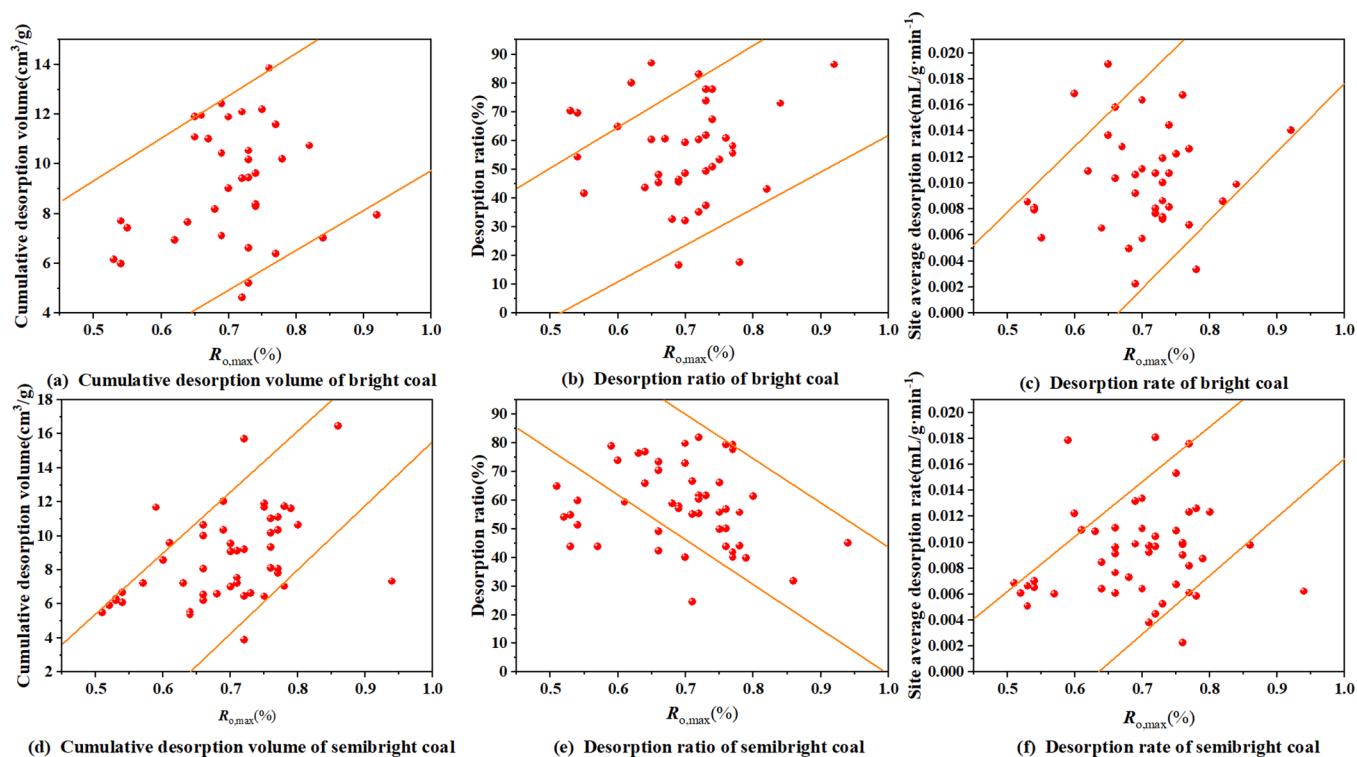 Cumulative desorption volume(cm³/g)
14
12
10
8
6
4
0.5 0.6 0.7 0.8 0.9 1.0
Rₒ,max(%)
(a) Cumulative desorption volume of bright coal
Desorption ratio(%)
90
80
70
60
50
40
30
20
10
0
0.5 0.6 0.7 0.8 0.9 1.0
Rₒ,max(%)
(b) Desorption ratio of bright coal
Site average desorption rate(mL/g·min⁻¹)
0.020
0.018
0.016
0.014
0.012
0.010
0.008
0.006
0.004
0.002
0.000
0.5 0.6 0.7 0.8 0.9 1.0
Rₒ,max(%)
(c) Desorption rate of bright coal
Cumulative desorption volume(cm³/g)
18
16
14
12
10
8
6
4
2
0.5 0.6 0.7 0.8 0.9 1.0
Rₒ,max(%)
(d) Cumulative desorption volume of semibright coal
Desorption ratio(%)
90
80
70
60
50
40
30
20
10
0
0.5 0.6 0.7 0.8 0.9 1.0
Rₒ,max(%)
(e) Desorption ratio of semibright coal
Site average desorption rate(mL/g·min⁻¹)
0.020
0.018
0.016
0.014
0.012
0.010
0.008
0.006
0.004
0.002
0.000
0.5 0.6 0.7 0.8 0.9 1.0
Rₒ,max(%)
(f) Desorption rate of semibright coal